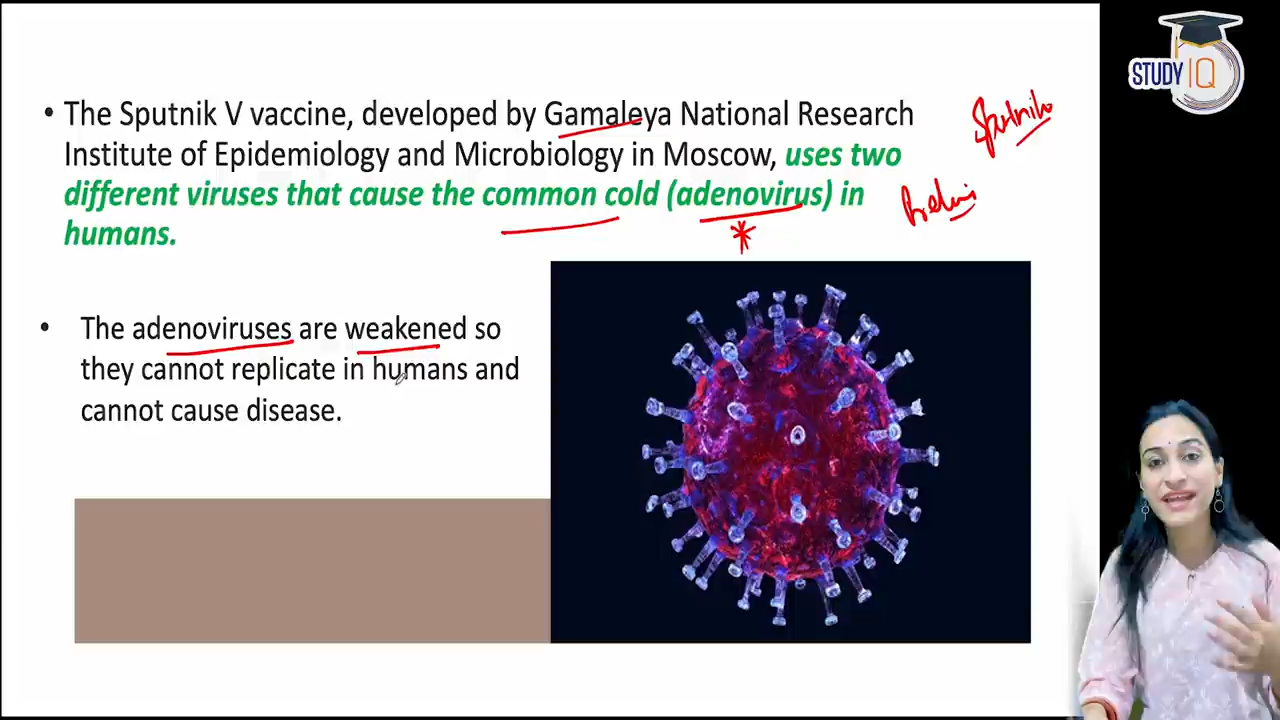 • The Sputnik V vaccine, developed by Gamaleya National Research
Institute of Epidemiology and Microbiology in Moscow, uses two
different viruses that cause the common cold (adenovirus) in
humans.
Sputnik
*
• The adenoviruses are weakened so
they cannot replicate in humans and
cannot cause disease.
STUDY IQ